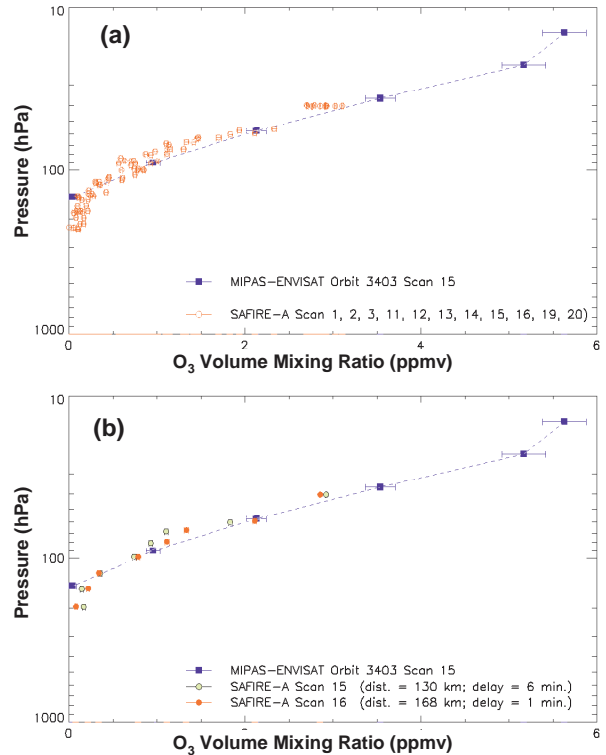 10
(a)
100
Pressure (hPa)
MIPAS-ENVISAT Orbit 3403 Scan 15
SAFIRE-A Scan 1, 2, 3, 11, 12, 13, 14, 15, 16, 19, 20)
1000
0 2 4 6
O3 Volume Mixing Ratio (ppmv)
10
(b)
100
Pressure (hPa)
MIPAS-ENVISAT Orbit 3403 Scan 15
SAFIRE-A Scan 15 (dist. = 130 km; delay = 6 min.)
SAFIRE-A Scan 16 (dist. = 168 km; delay = 1 min.)
1000
0 2 4 6
O3 Volume Mixing Ratio (ppmv)